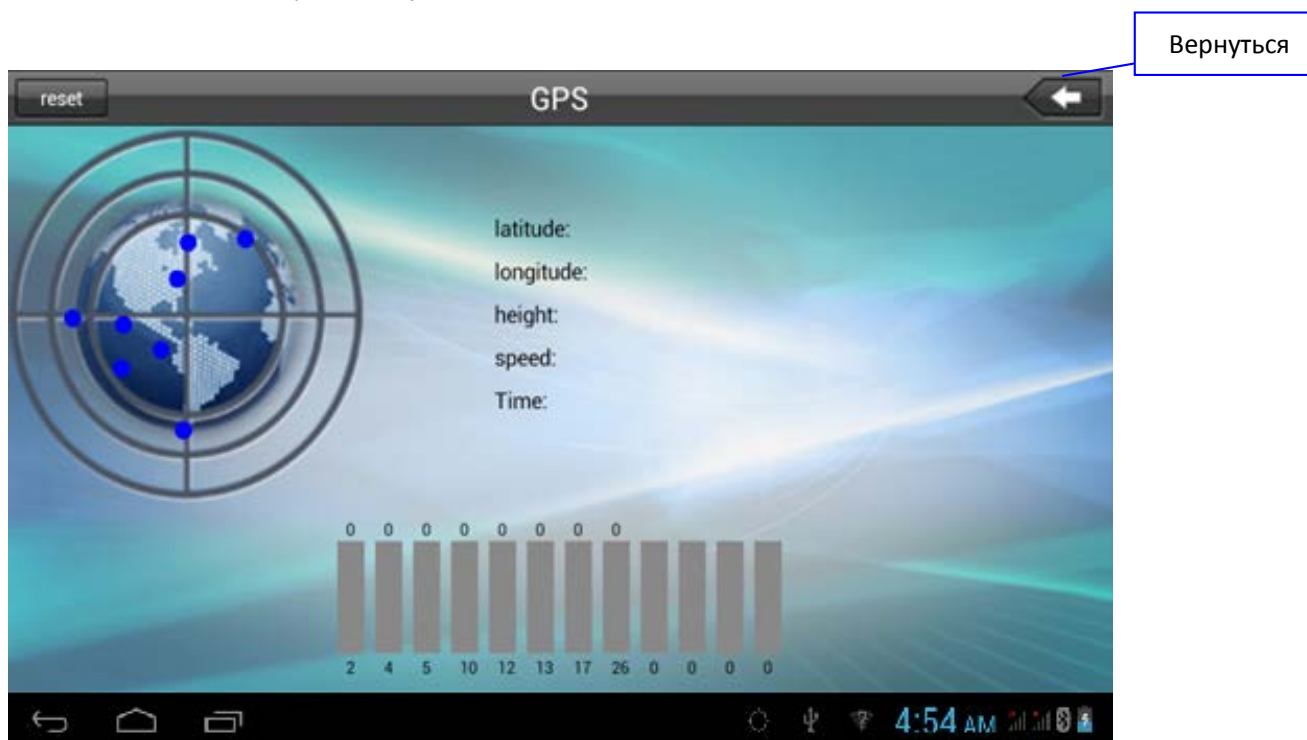 Вернуться
reset GPS
latitude:
longitude:
height:
speed:
Time:
0 0 0 0 0 0 0 0
2 4 5 10 12 13 17 26 0 0 0 0
4:54 AM